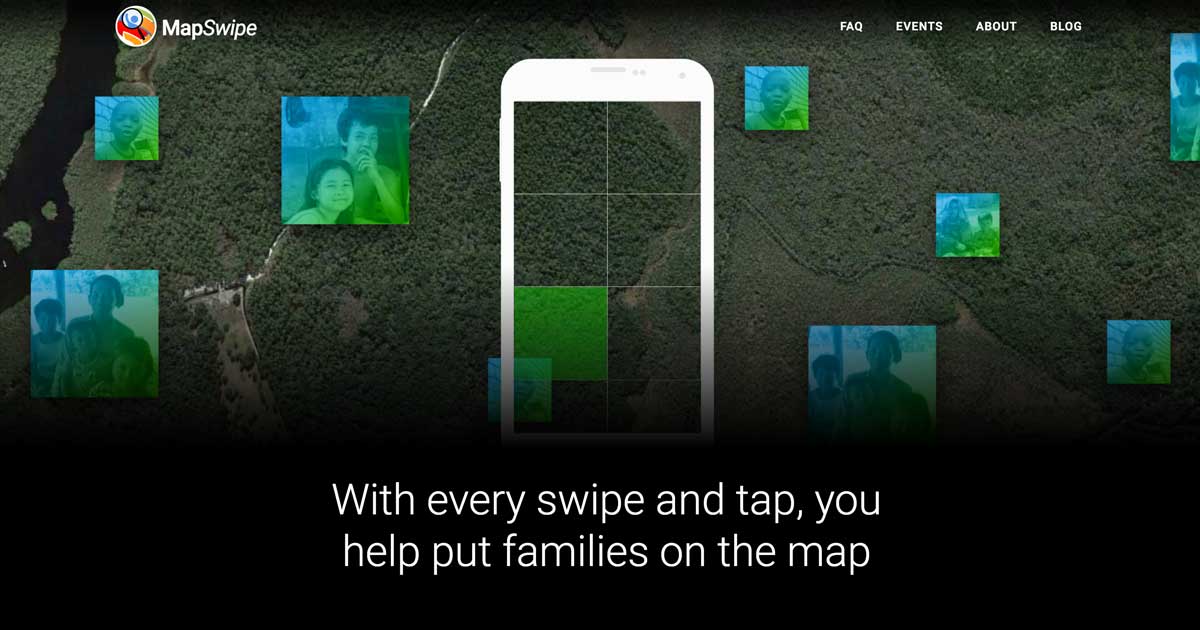 MapSwipe
FAQ EVENTS ABOUT BLOG
With every swipe and tap, you
help put families on the map